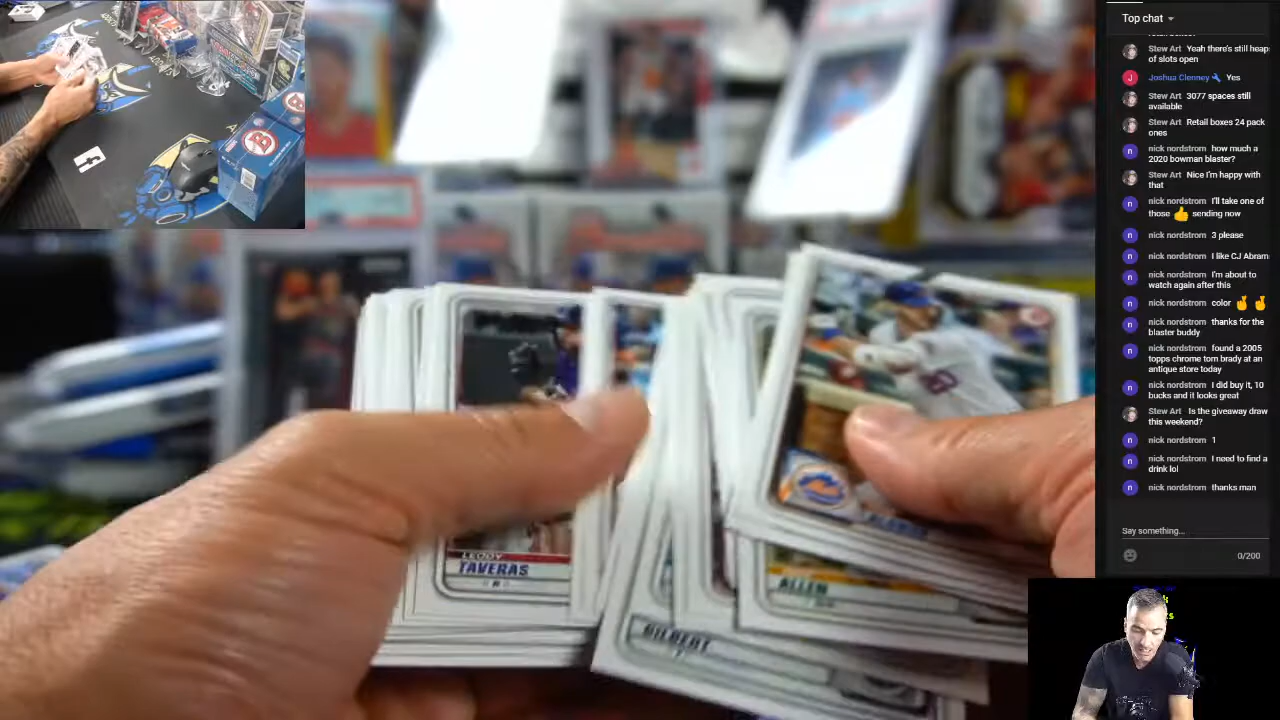 Top chat
Stew Art Yeah there's still heap
of slots open
J Joshua Clenney Yes
Stew Art 3077 spaces still
available
Stew Art Retail boxes 24 pack
ones
n nick nordstrom how much a
2020 bowman blaster?
Stew Art Nice I'm happy with
that
n nick nordstrom I'll take one of
those 👍 sending now
n nick nordstrom 3 please
n nick nordstrom I like CJ Abram
n nick nordstrom I'm about to
watch again after this
n nick nordstrom color 🤞 🤞
n nick nordstrom thanks for the
blaster buddy
n nick nordstrom found a 2005
topps chrome tom brady at an
antique store today
n nick nordstrom I did buy it, 10
bucks and it looks great
Stew Art Is the giveaway draw
this weekend?
n nick nordstrom 1
n nick nordstrom I need to find a
drink lol
n nick nordstrom thanks man
Say something...
0/200
B
LEODY
TAVERAS
GILBERT
ALLEN
20